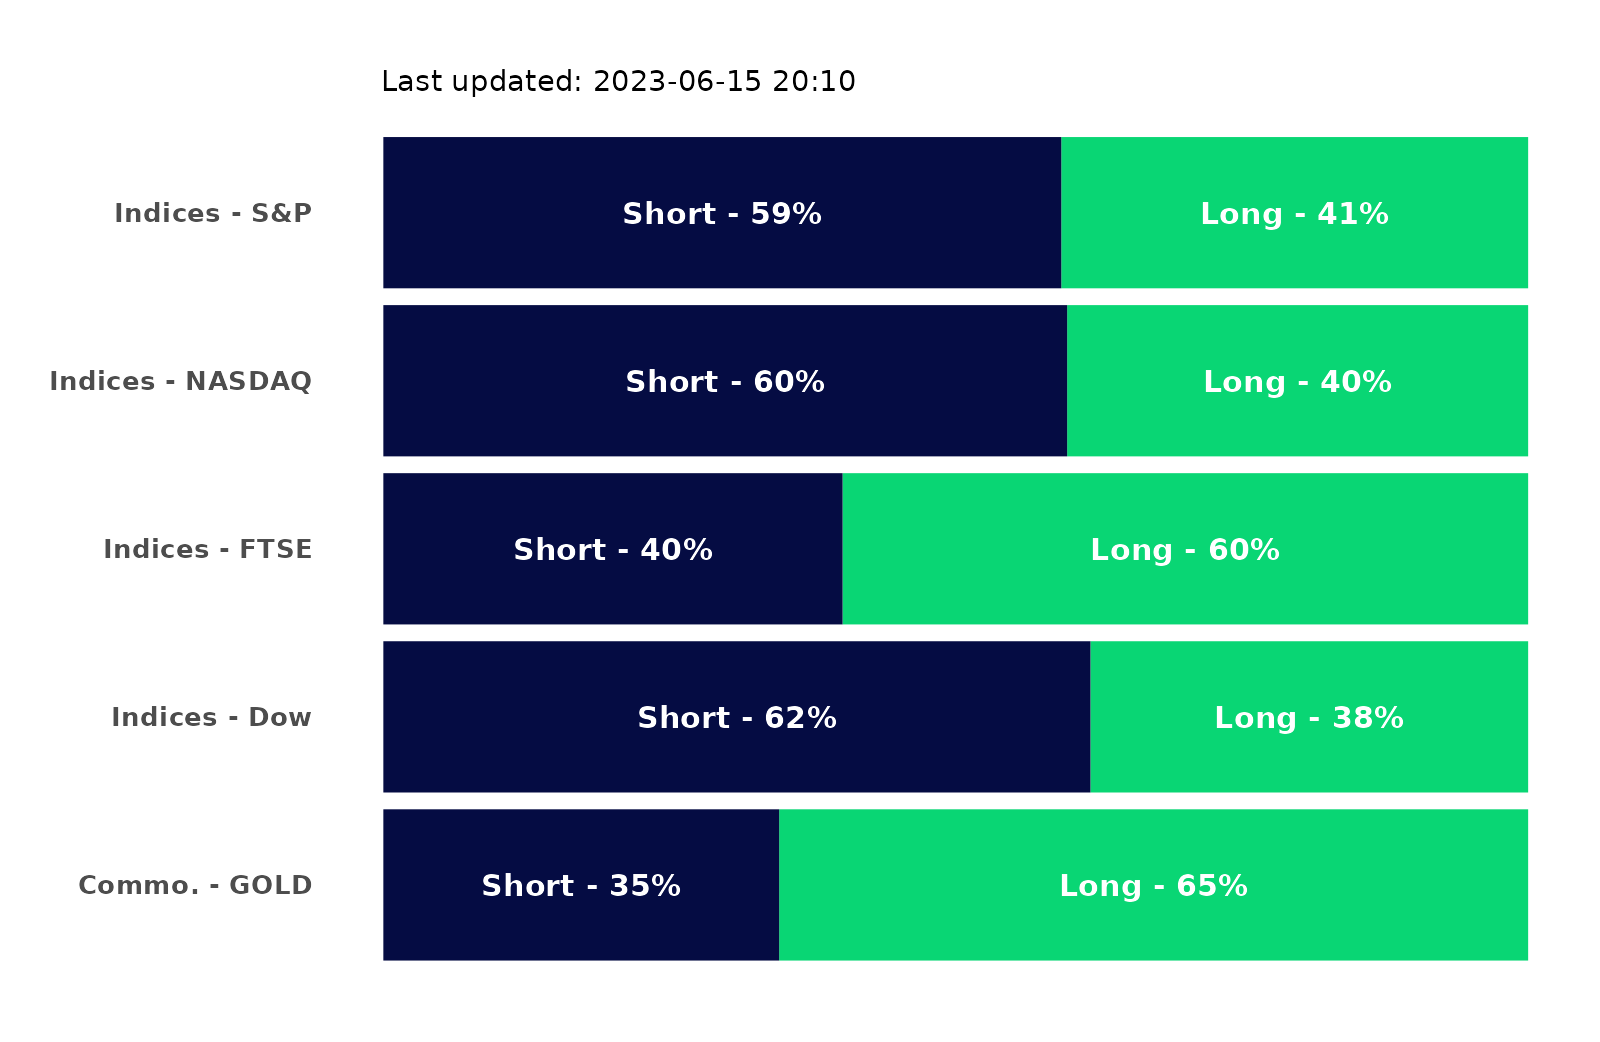 Last updated: 2023-06-15 20:10
Indices - S&P
Short - 59%
Long - 41%
Indices - NASDAQ
Short - 60%
Long - 40%
Indices - FTSE
Short - 40%
Long - 60%
Indices - Dow
Short - 62%
Long - 38%
Commo. - GOLD
Short - 35%
Long - 65%